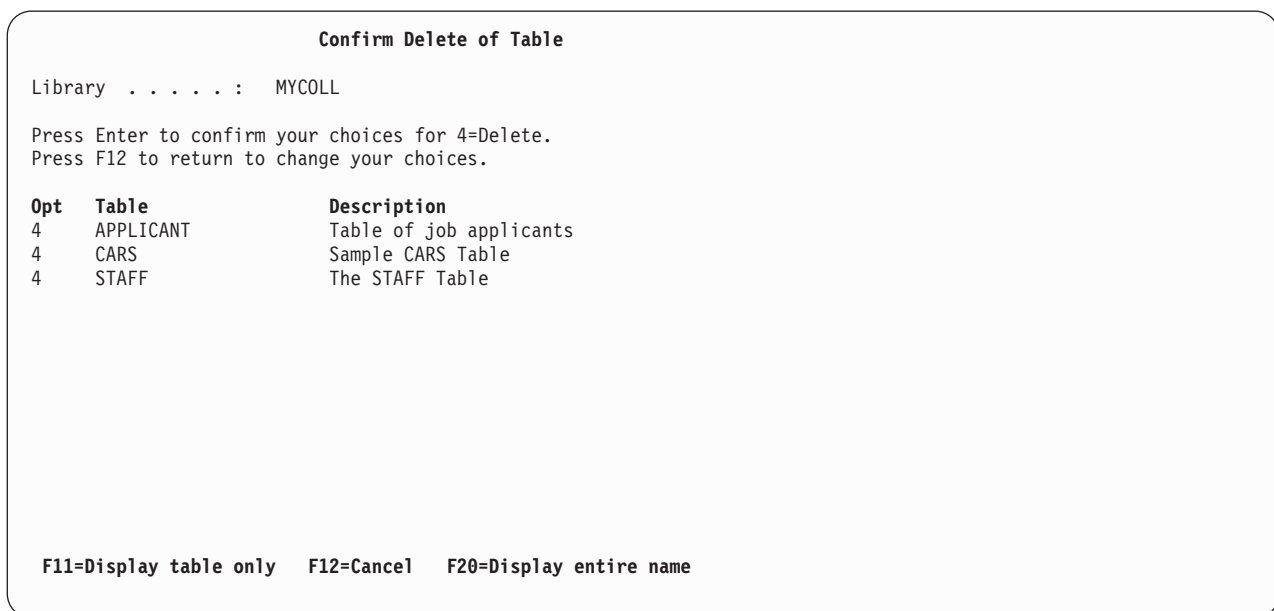 Confirm Delete of Table
Library . . . . . : MYCOLL
Press Enter to confirm your choices for 4=Delete.
Press F12 to return to change your choices.
Opt Table Description
4 APPLICANT Table of job applicants
4 CARS Sample CARS Table
4 STAFF The STAFF Table
F11=Display table only F12=Cancel F20=Display entire name